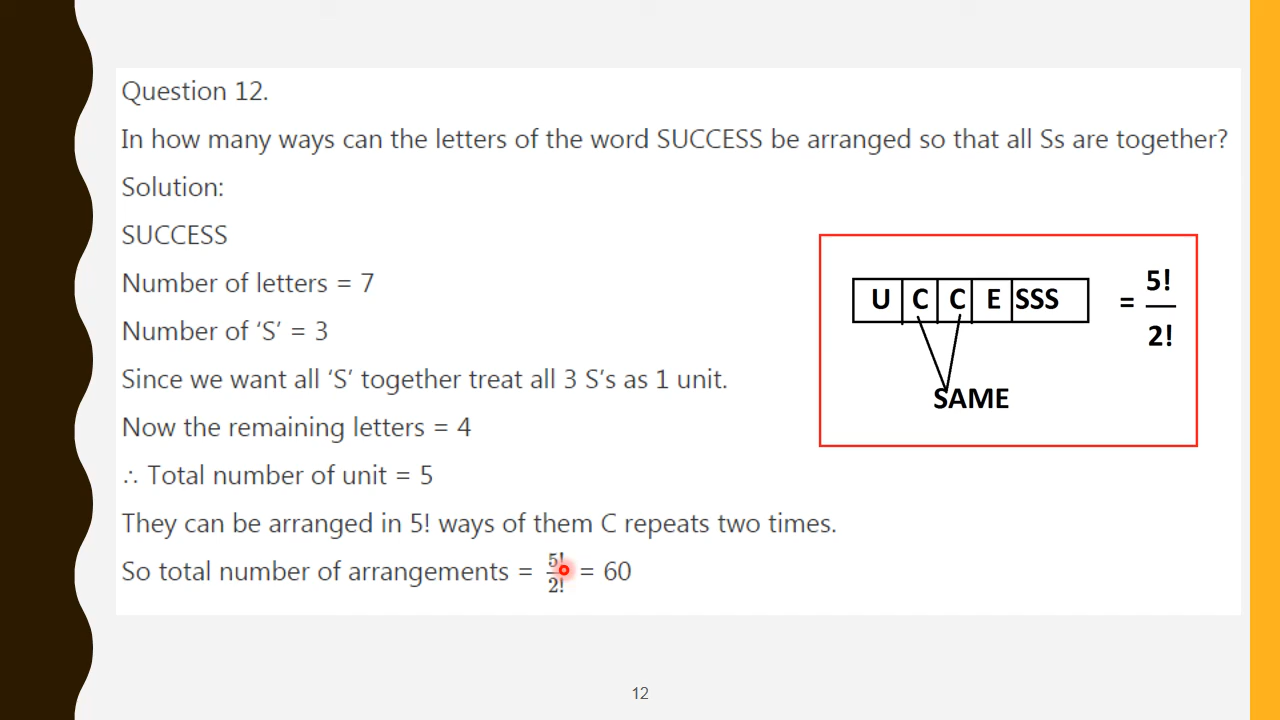 Question 12.
In how many ways can the letters of the word SUCCESS be arranged so that all Ss are together?
Solution:
SUCCESS
Number of letters = 7
Number of ‘S’ = 3
Since we want all ‘S’ together treat all 3 S’s as 1 unit.
Now the remaining letters = 4
∴ Total number of unit = 5
They can be arranged in 5! ways of them C repeats two times.
So total number of arrangements = 5!/2! = 60
U C C E SSS = 5!/2!
SAME
12